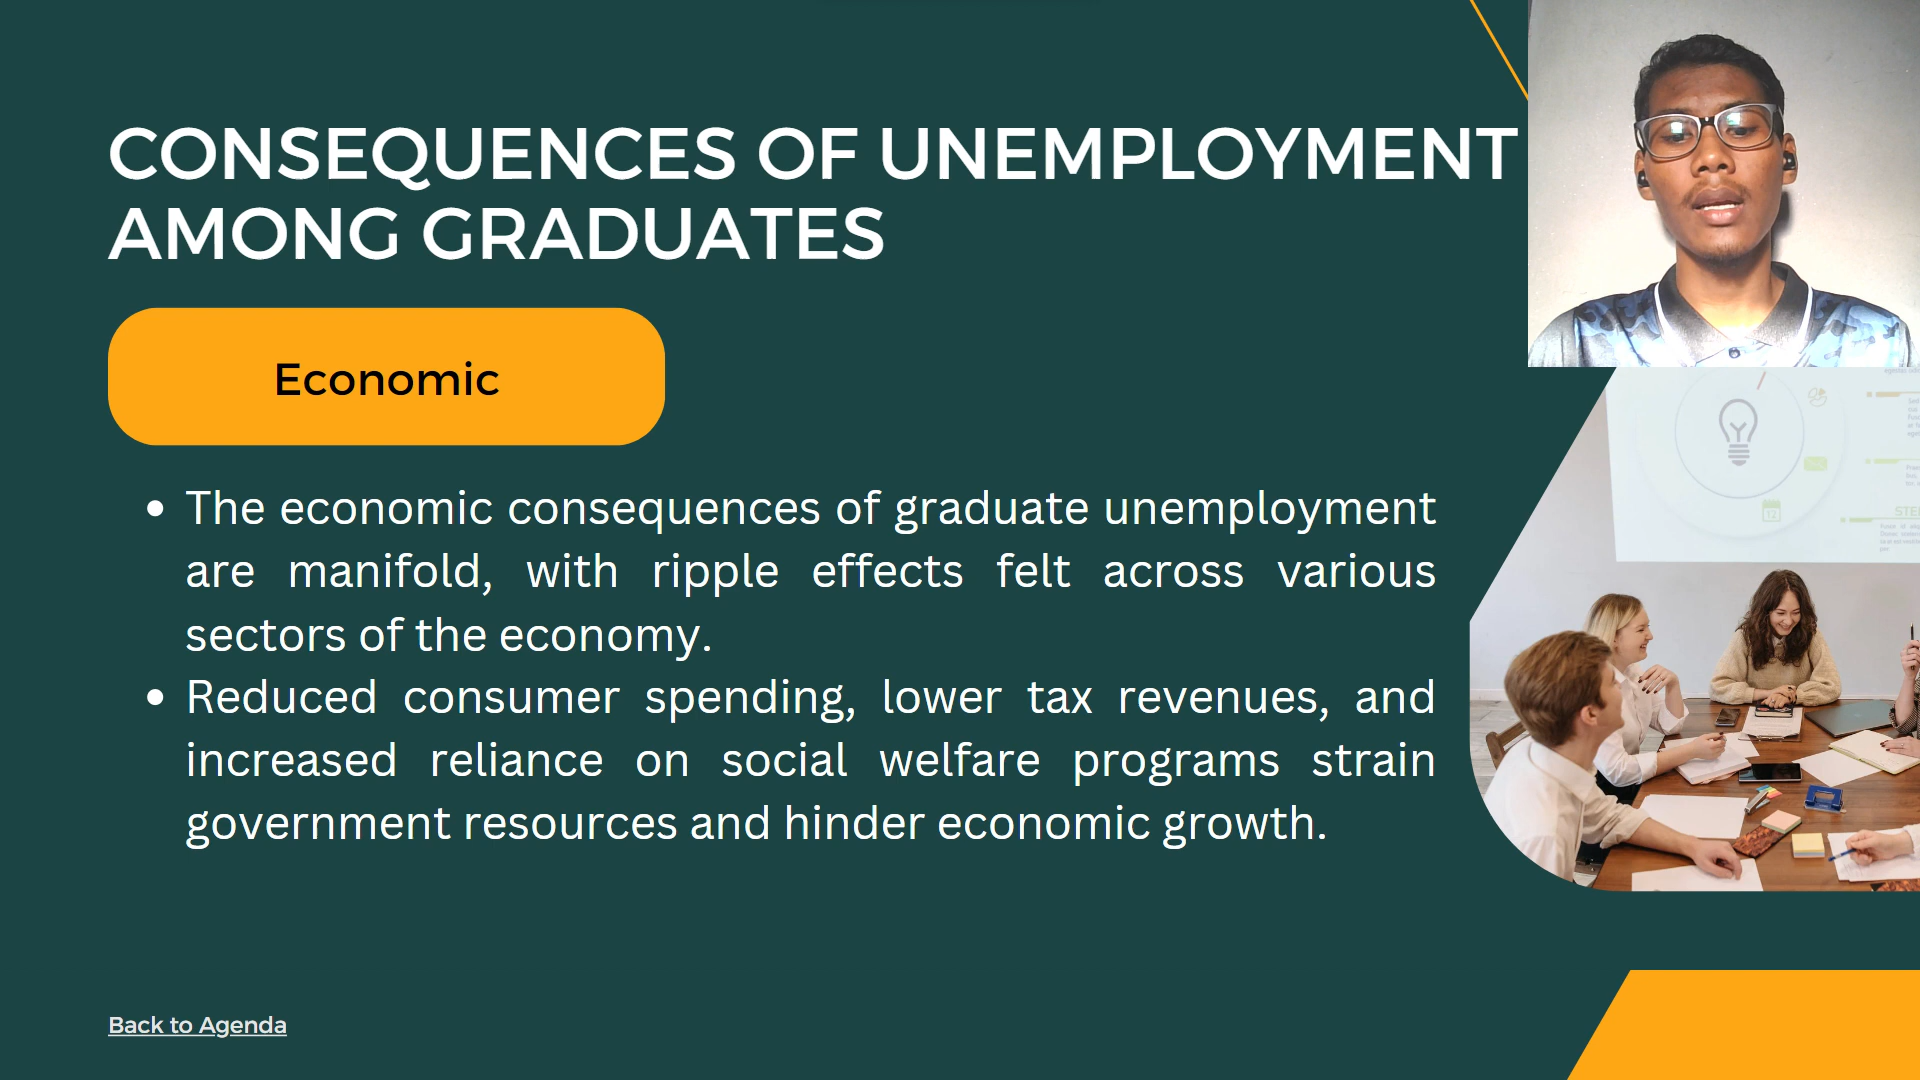 CONSEQUENCES OF UNEMPLOYMENT
AMONG GRADUATES
Economic
• The economic consequences of graduate unemployment
are manifold, with ripple effects felt across various
sectors of the economy.
• Reduced consumer spending, lower tax revenues, and
increased reliance on social welfare programs strain
government resources and hinder economic growth.
Back to Agenda